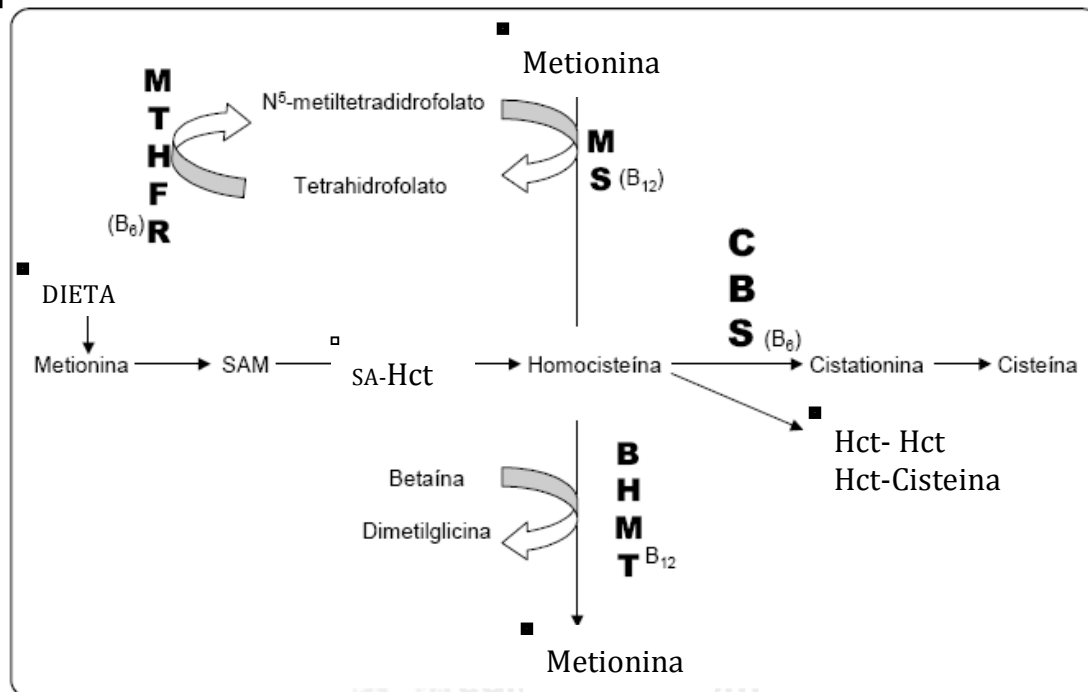 Metionina
M
T
H
F
(B6) R
N5-metiltetradidrofolato
Tetrahidrofolato
M
S (B12)
C
B
S (B6)
DIETA
Metionina
SAM
SA-Hct
Homocisteína
Cistationina
Cisteína
Hct- Hct
Hct-Cisteina
Betaína
Dimetilglicina
B
H
M
T B12
Metionina